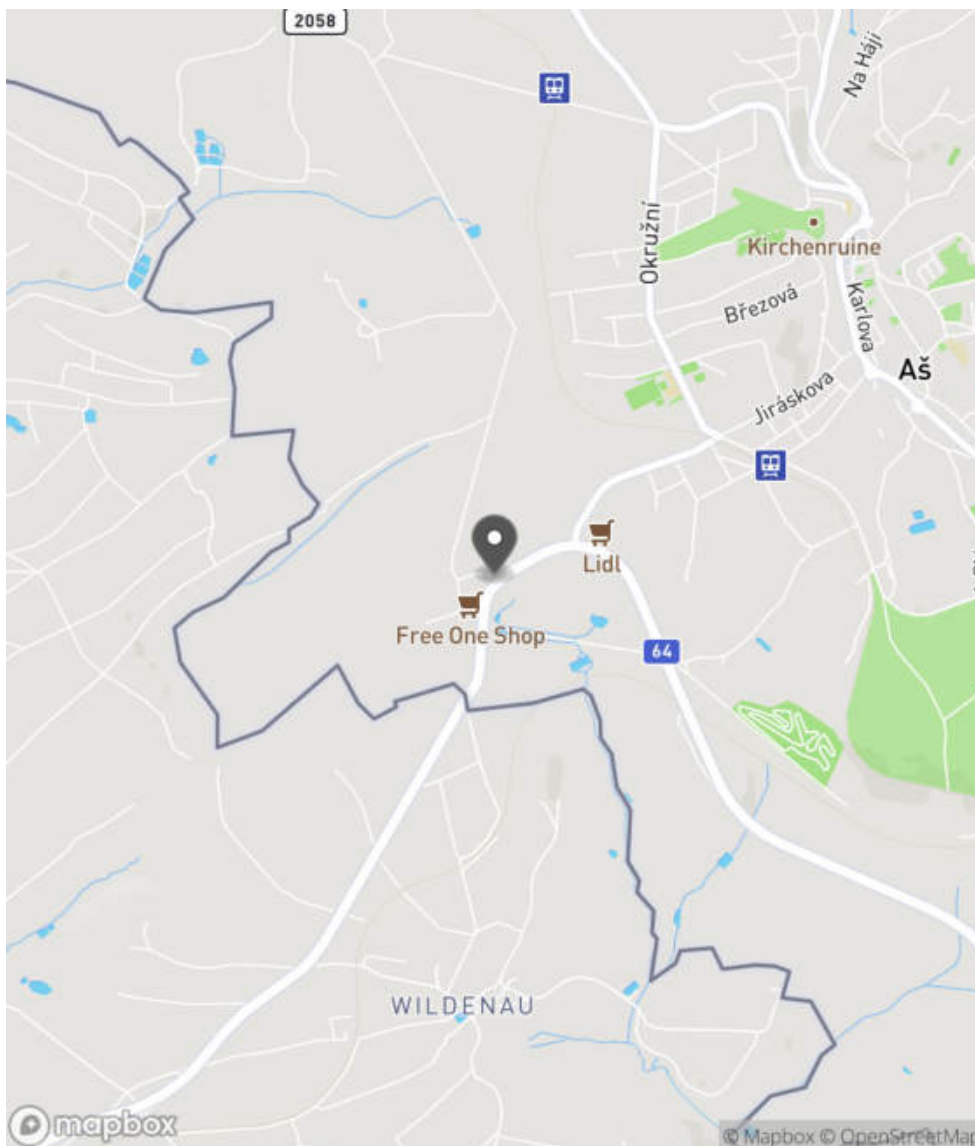 2058
Na Háji
Okružní
Kirchenruine
Březová
Karlova
Aš
Jiráskova
Lidl
Free One Shop
64
WILDENAU
mapbox
© Mapbox © OpenStreetMap